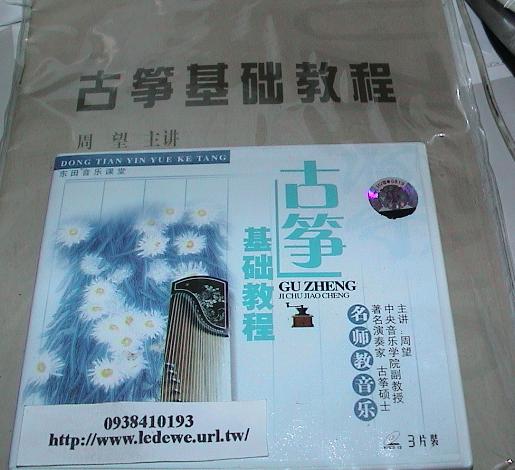 古筝基础教程
周望 主讲
DONG TIAN YIN YUE KE TANG
东田音乐课堂
古筝
基础教程
GU ZHENG
JI CHU JIAO CHENG
名师教音乐
主讲:周望
中央音乐学院副教授
著名演奏家 古筝硕士
3片装
0938410193
http://www.ledewe.url.tw/